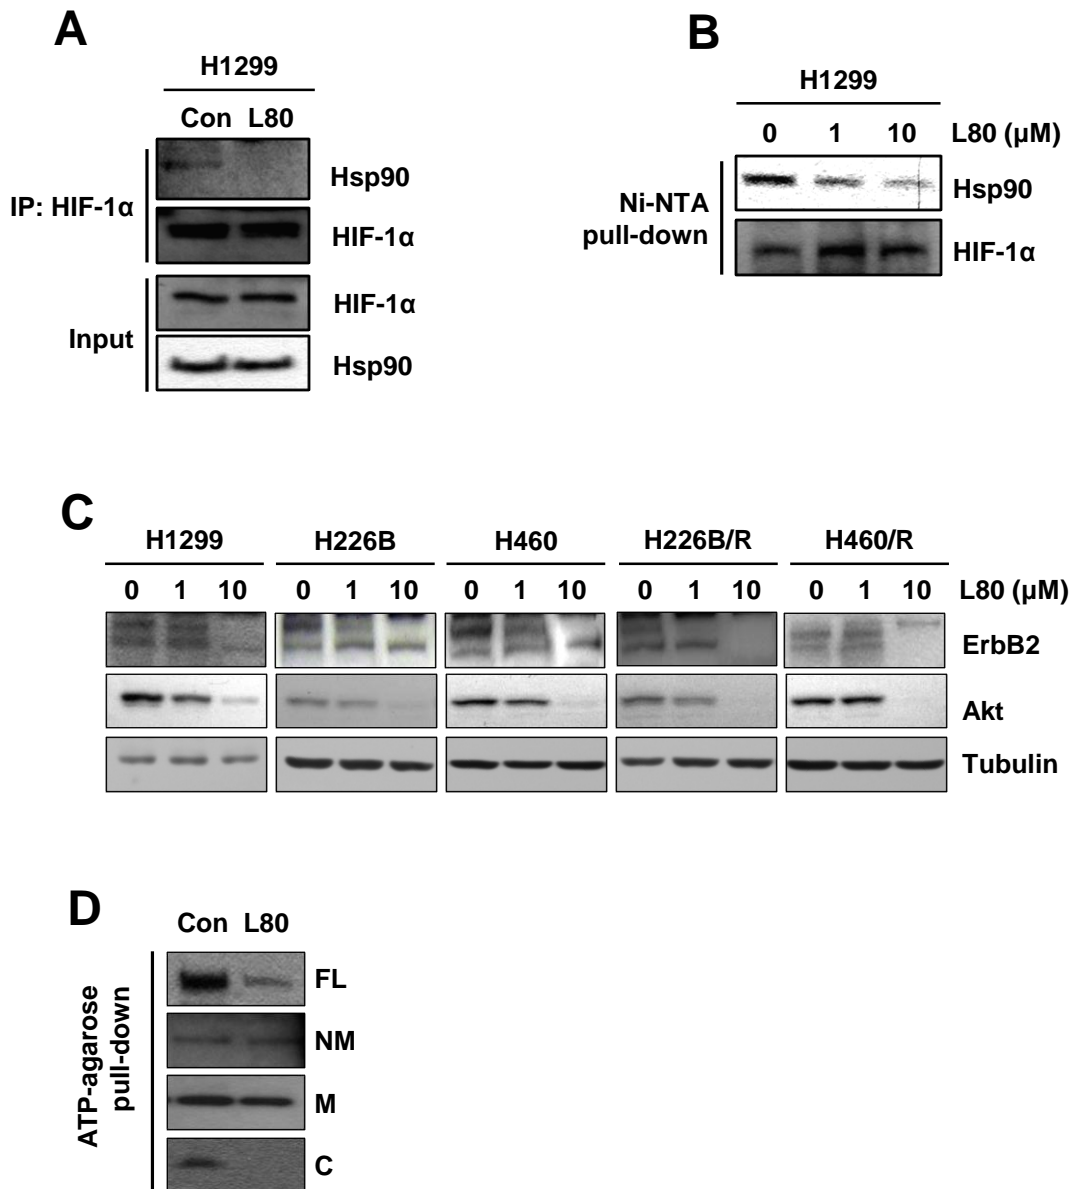 A
H1299
Con L80
IP: HIF-1α
Hsp90
HIF-1α
Input
HIF-1α
Hsp90
B
H1299
0 1 10 L80 (µM)
Ni-NTA
pull-down
Hsp90
HIF-1α
C
H1299 H226B H460 H226B/R H460/R
0 1 10 0 1 10 0 1 10 0 1 10 0 1 10 L80 (µM)
ErbB2
Akt
Tubulin
D
Con L80
ATP-agarose
pull-down
FL
NM
M
C